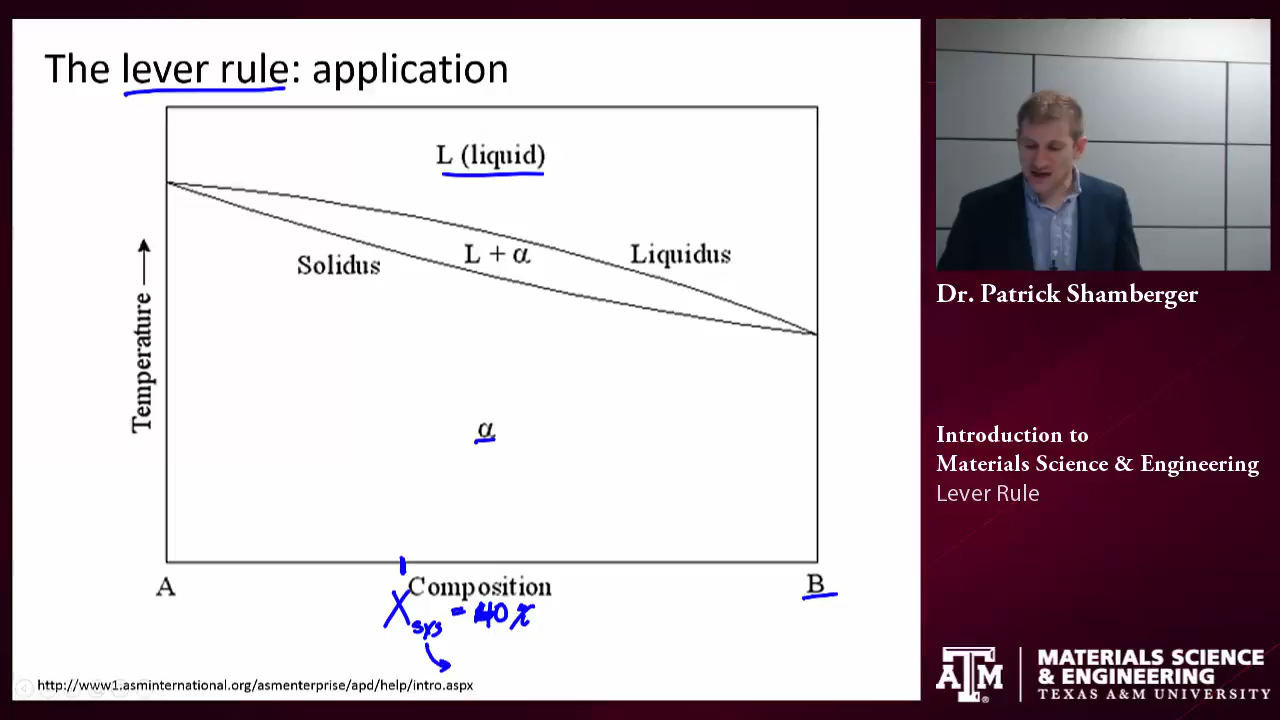 The lever rule: application
L (liquid)
L + α
Liquidus
Solidus
Temperature
α
A
Composition
B
X sys = 40%
http://www1.asminternational.org/asmenterprise/apd/help/intro.aspx
Dr. Patrick Shamberger
Introduction to
Materials Science & Engineering
Lever Rule
ATM
MATERIALS SCIENCE
& ENGINEERING
TEXAS A&M UNIVERSITY